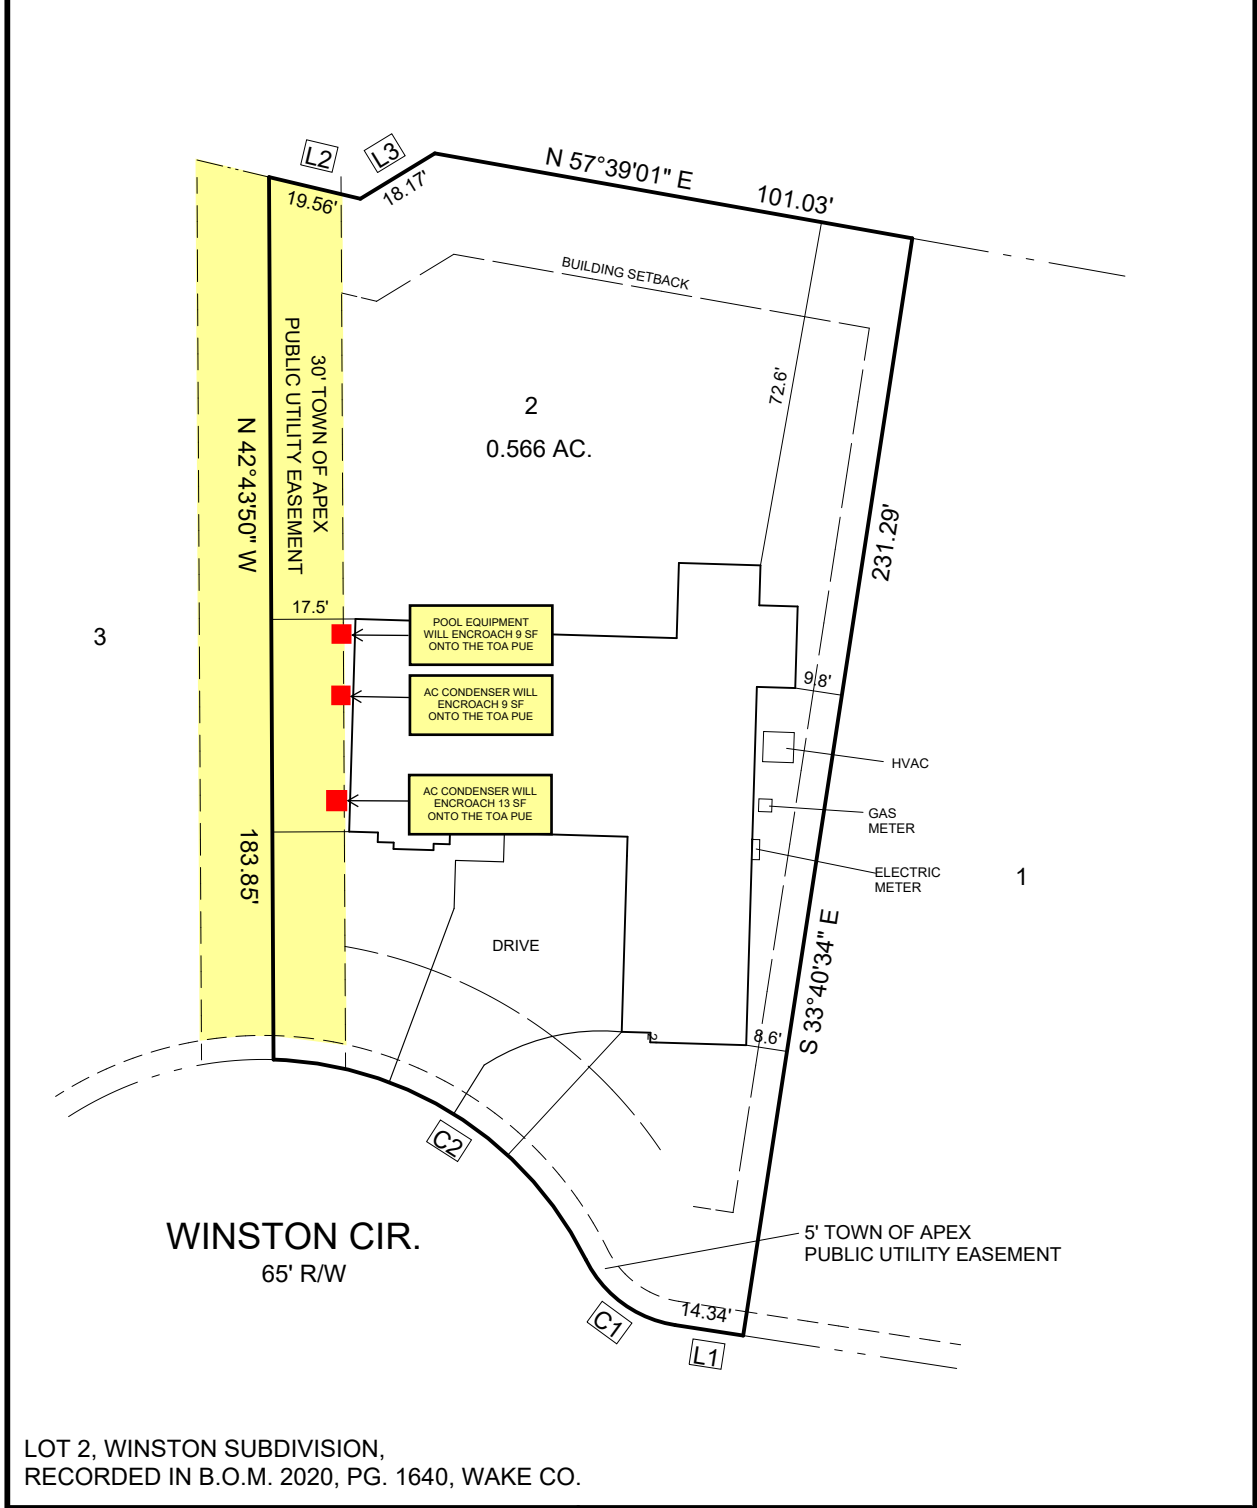 L2
L3
19.56'
18.17'
N 57°39'01" E
101.03'
BUILDING SETBACK
30' TOWN OF APEX
PUBLIC UTILITY EASEMENT
N 42°43'50" W
183.85'
2
0.566 AC.
72.6'
231.29'
S 33°40'34" E
17.5'
3
POOL EQUIPMENT
WILL ENCROACH 9 SF
ONTO THE TOA PUE
AC CONDENSER WILL
ENCROACH 9 SF
ONTO THE TOA PUE
AC CONDENSER WILL
ENCROACH 13 SF
ONTO THE TOA PUE
9.8'
HVAC
GAS
METER
ELECTRIC
METER
1
DRIVE
2
8.6'
C2
WINSTON CIR.
65' R/W
5' TOWN OF APEX
PUBLIC UTILITY EASEMENT
14.34'
C1
L1
LOT 2, WINSTON SUBDIVISION,
RECORDED IN B.O.M. 2020, PG. 1640, WAKE CO.